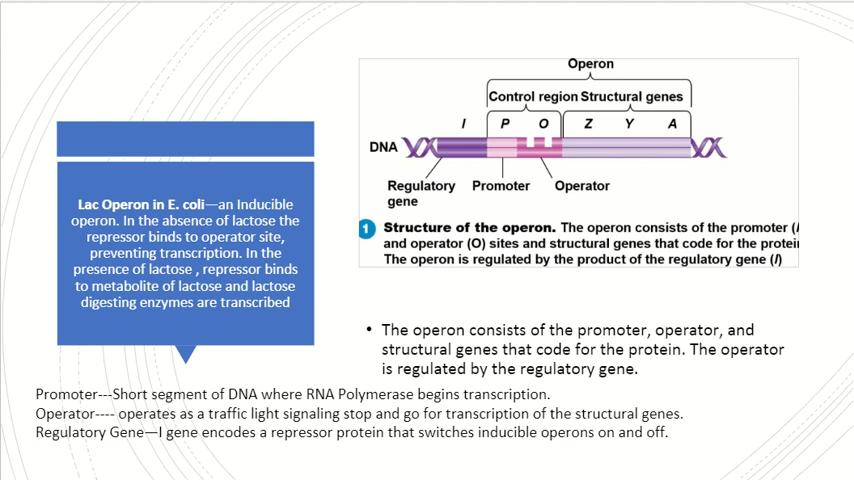 Lac Operon in E. coli—an Inducible
operon. In the absence of lactose the
repressor binds to operator site,
preventing transcription. In the
presence of lactose , repressor binds
to metabolite of lactose and lactose
digesting enzymes are transcribed
Operon
Control region Structural genes
I P O Z Y A
DNA
Regulatory gene
Promoter
Operator
1 Structure of the operon. The operon consists of the promoter (
and operator (O) sites and structural genes that code for the
The operon is regulated by the product of the regulatory gene (I)
• The operon consists of the promoter, operator, and
structural genes that code for the protein. The operator
is regulated by the regulatory gene.
Promoter---Short segment of DNA where RNA Polymerase begins transcription.
Operator---- operates as a traffic light signaling stop and go for transcription of the structural genes.
Regulatory Gene—I gene encodes a repressor protein that switches inducible operons on and off.